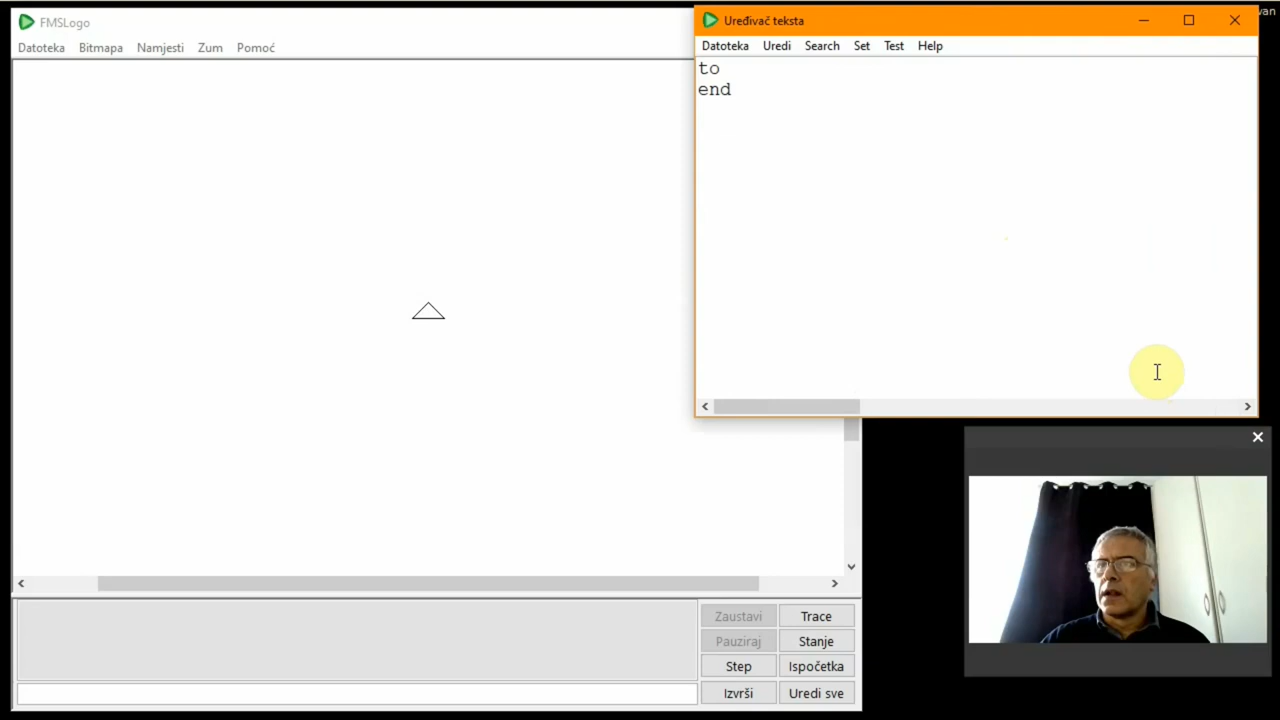 FMSLogo
Datoteka Bitmapa Namjesti Zum Pomoć
Uređivač teksta
Datoteka Uredi Search Set Test Help
to
end
Zaustavi Trace
Pauziraj Stanje
Step Ispočetka
Izvrši Uredi sve